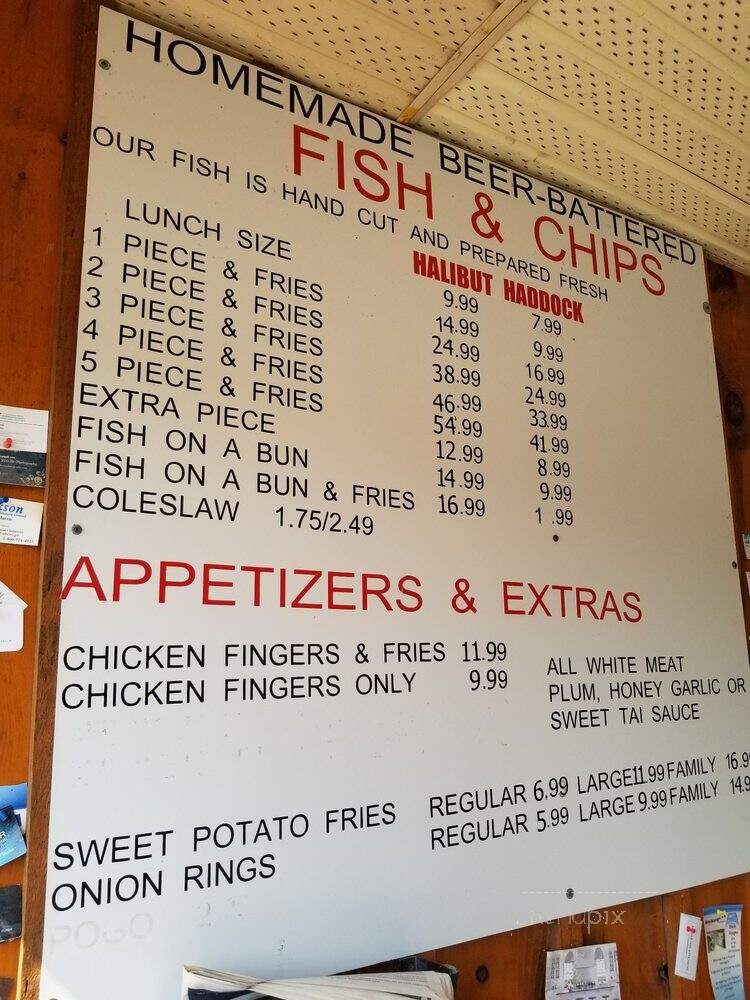 HOMEMADE BEER-BATTERED
FISH & CHIPS
OUR FISH IS HAND CUT AND PREPARED FRESH
HALIBUT HADDOCK
LUNCH SIZE 9.99 7.99
1 PIECE & FRIES 14.99 9.99
2 PIECE & FRIES 24.99 16.99
3 PIECE & FRIES 38.99 24.99
4 PIECE & FRIES 46.99 33.99
5 PIECE & FRIES 54.99 41.99
EXTRA PIECE 12.99 8.99
FISH ON A BUN 14.99 9.99
FISH ON A BUN & FRIES 16.99 1 .99
COLESLAW 1.75/2.49
APPETIZERS & EXTRAS
CHICKEN FINGERS & FRIES 11.99
CHICKEN FINGERS ONLY 9.99
ALL WHITE MEAT
PLUM, HONEY GARLIC OR
SWEET TAI SAUCE
SWEET POTATO FRIES REGULAR 6.99 LARGE 11.99 FAMILY 16.9
ONION RINGS REGULAR 5.99 LARGE 9.99 FAMILY 14.9
POGO
menupix